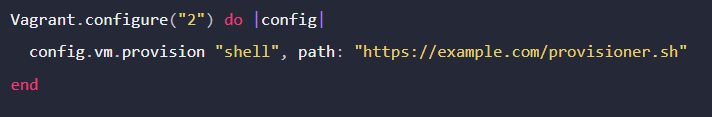 Vagrant.configure("2") do |config|
  config.vm.provision "shell", path: "https://example.com/provisioner.sh"
end